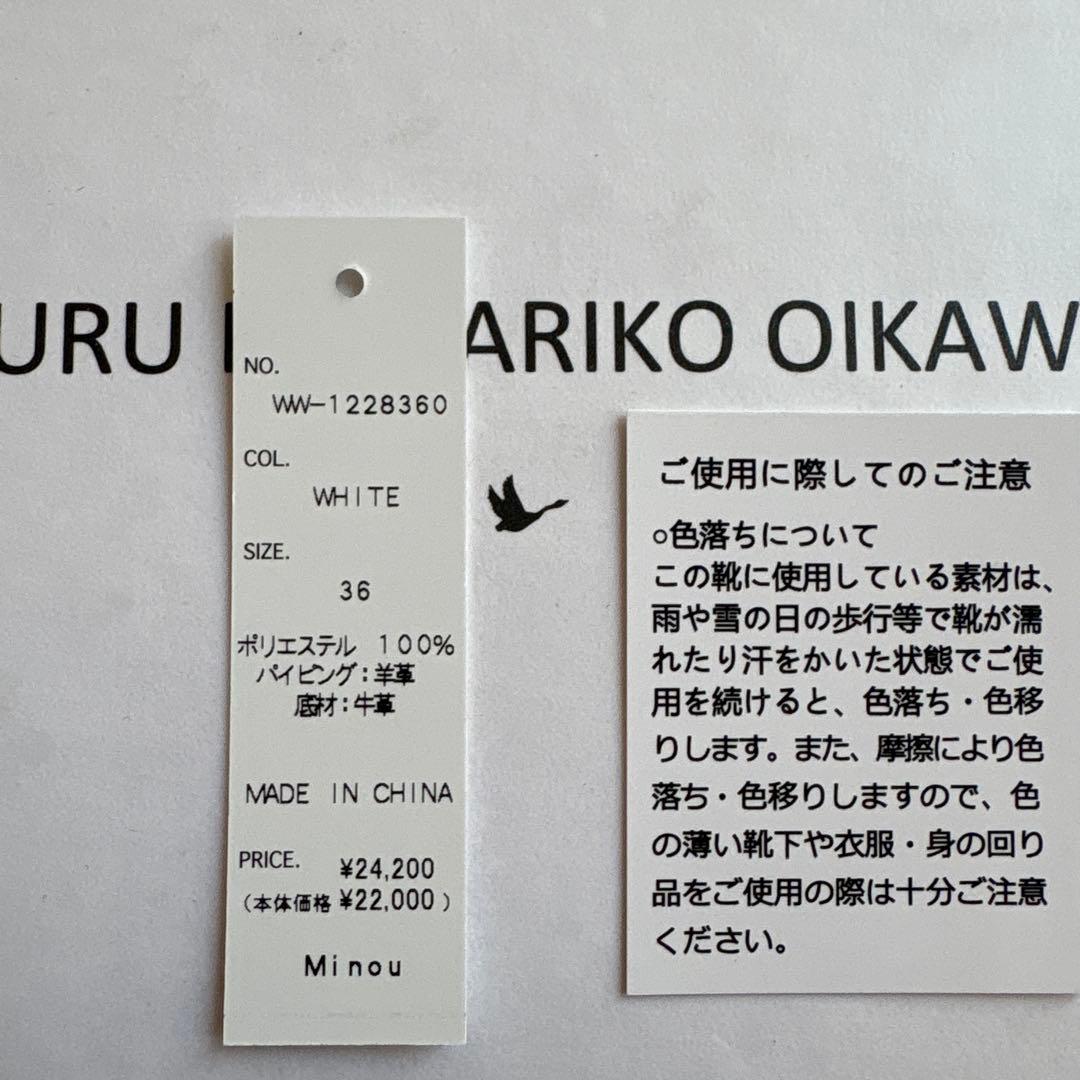 URU ARIKO OIKAW
NO.
WW-1228360
COL.
WHITE
SIZE.
36
ポリエステル 100%
パイピング:羊革
底材:牛革
MADE IN CHINA
PRICE. ¥24,200
(本体価格 ¥22,000)
Minou
ご使用に際してのご注意
○色落ちについて
この靴に使用している素材は、
雨や雪の日の歩行等で靴が濡
れたり汗をかいた状態でご使
用を続けると、色落ち・色移
りします。また、摩擦により色
落ち・色移りしますので、色
の薄い靴下や衣服・身の回り
品をご使用の際は十分ご注意
ください。